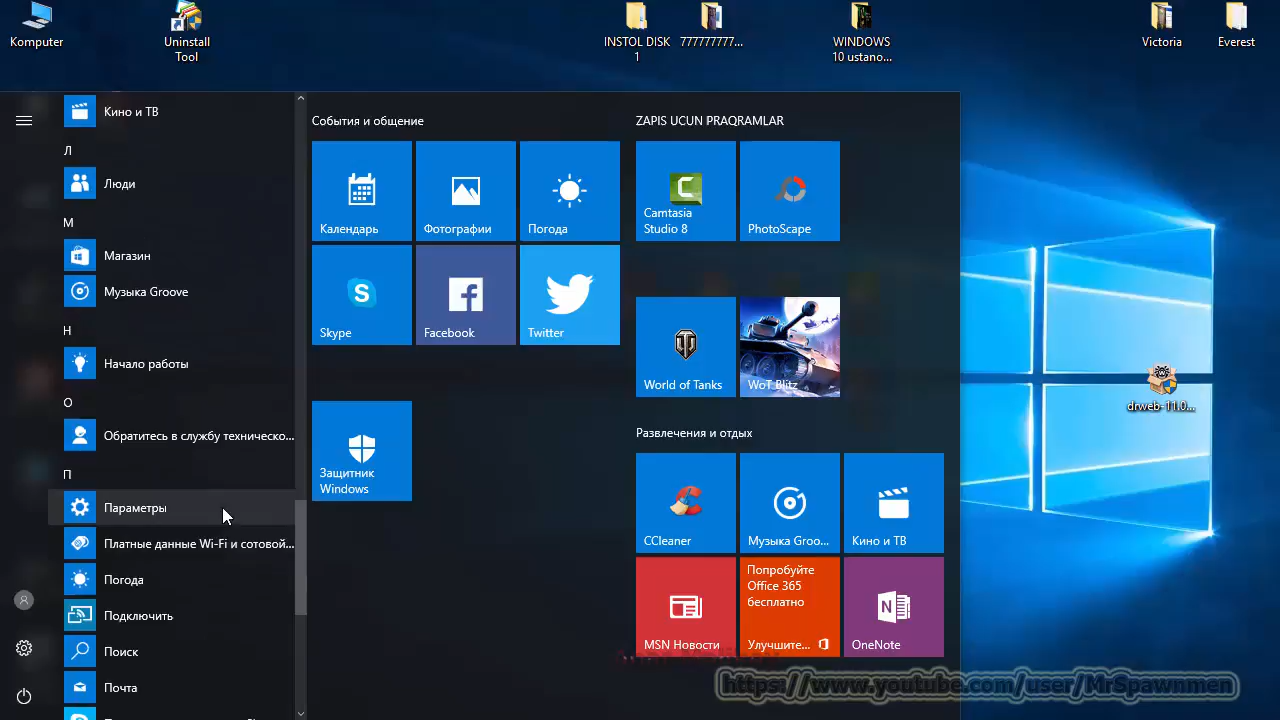 Komputer
Uninstall
Tool
INSTOL DISK
1
777777777...
WINDOWS
10 ustano...
Victoria
Everest
Кино и ТВ
Л
Люди
М
Магазин
Музыка Groove
Н
Начало работы
О
Обратитесь в службу техническо...
П
Параметры
Платные данные Wi-Fi и сотовой...
Погода
Подключить
Поиск
Почта
События и общение
Календарь
Фотографии
Погода
Skype
Facebook
Twitter
Защитник
Windows
ZAPIS UCUN PRAQRAMLAR
Camtasia
Studio 8
PhotoScape
World of Tanks
WoT Blitz
Развлечения и отдых
CCleaner
Музыка Groo...
Кино и ТВ
MSN Новости
Попробуйте
Office 365
бесплатно
Улучшите...
OneNote
drweb-11.0...
https://www.youtube.com/user/MrSpawnmen